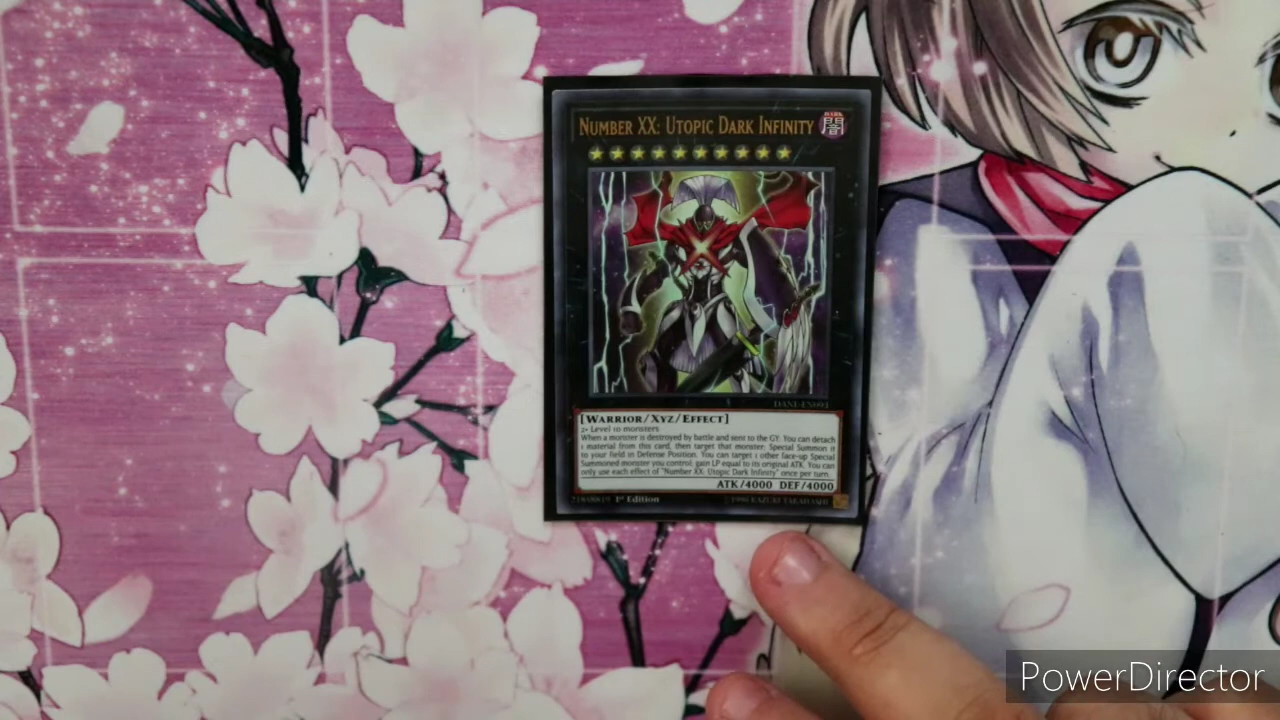 NUMBER XX: UTOPIC DARK INFINITY
DARK
闇
DANE-EN093
[WARRIOR/XYZ/EFFECT]
2+ Level 10 monsters
When a monster is destroyed by battle and sent to the GY: You can detach
1 material from this card, then target that monster; Special Summon it
to your field in Defense Position. You can target 1 other face-up Special
Summoned monster you control; gain LP equal to its original ATK. You can
only use each effect of "Number XX: Utopic Dark Infinity" once per turn.
ATK/4000 DEF/4000
1st Edition
1996 KAZUKI TAKAHASHI
PowerDirector